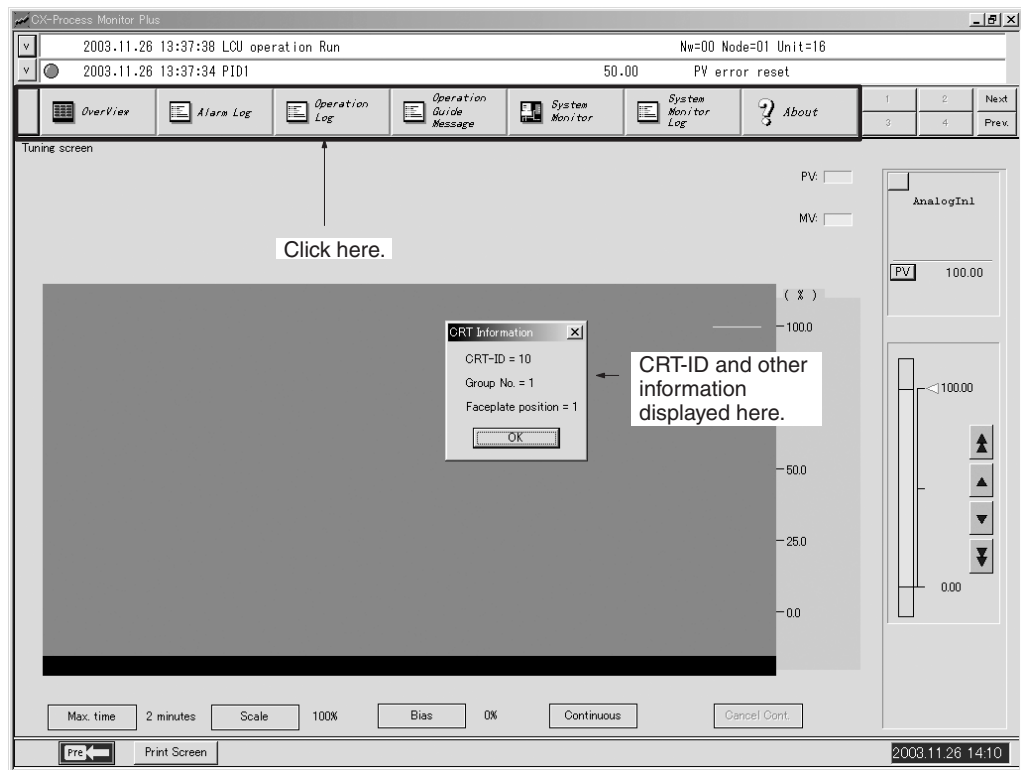 CX-Process Monitor Plus
v 2003.11.26 13:37:38 LCU operation Run Nw=00 Node=01 Unit=16
v 2003.11.26 13:37:34 PID1 50.00 PV error reset
OverView
Alarm Log
Operation
Log
Operation
Guide
Message
System
Monitor
System
Monitor
Log
? About
1 2 Next
3 4 Prev.
Tuning screen
PV:
MV:
Click here.
AnalogIn1
PV 100.00
( % )
100.0
50.0
25.0
0.0
CRT Information
CRT-ID = 10
Group No. = 1
Faceplate position = 1
OK
CRT-ID and other
information
displayed here.
100.00
0.00
Max. time 2 minutes Scale 100% Bias 0% Continuous Cancel Cont.
Pre Print Screen 2003.11.26 14:10